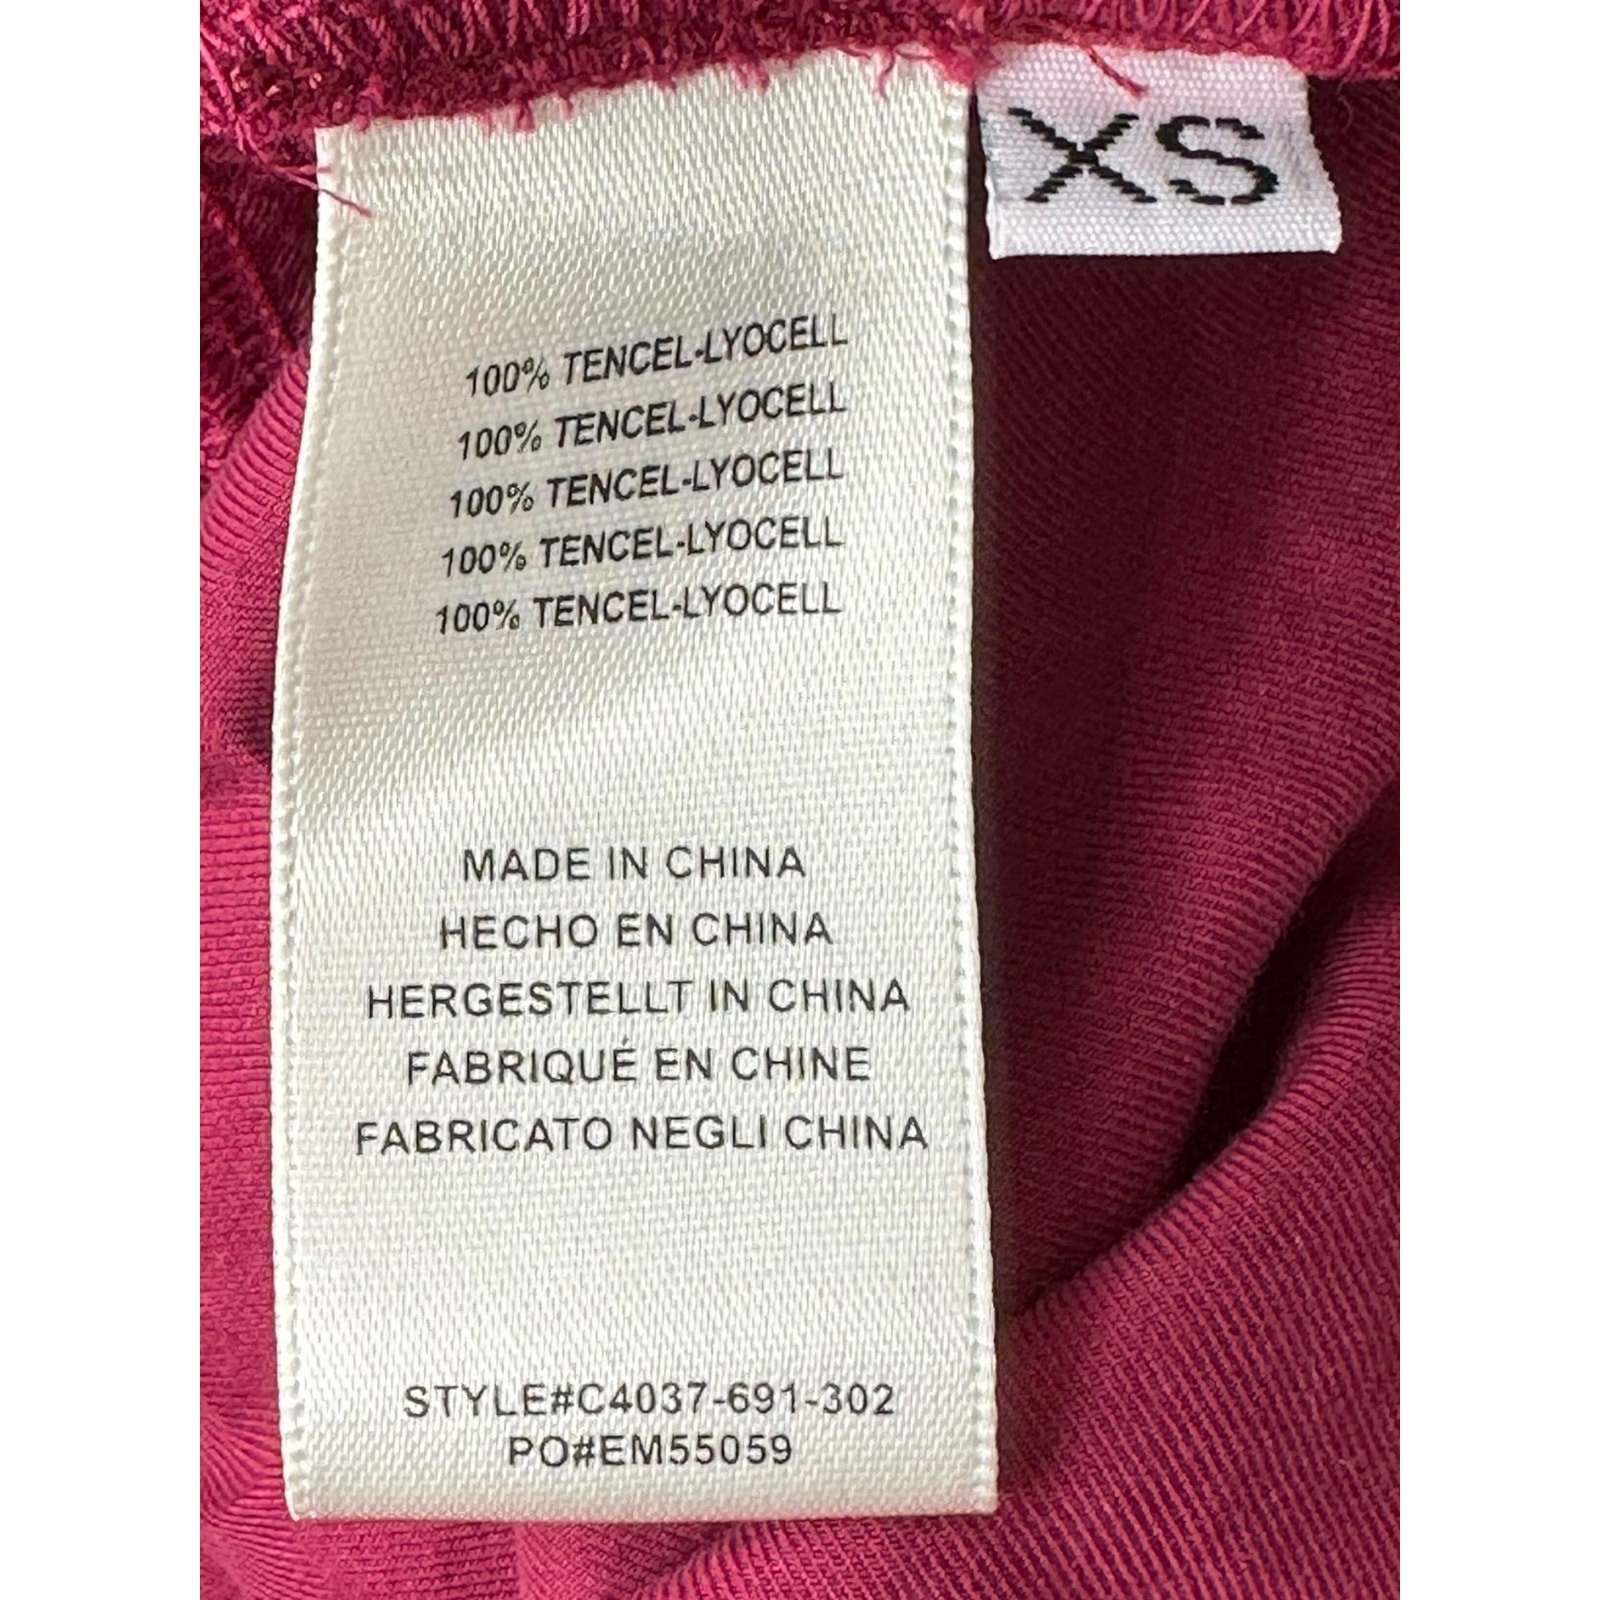 XS
100% TENCEL-LYOCELL
100% TENCEL-LYOCELL
100% TENCEL-LYOCELL
100% TENCEL-LYOCELL
100% TENCEL-LYOCELL
MADE IN CHINA
HECHO EN CHINA
HERGESTELLT IN CHINA
FABRIQUÉ EN CHINE
FABRICATO NEGLI CHINA
STYLE#C4037-691-302
PO#EM55059